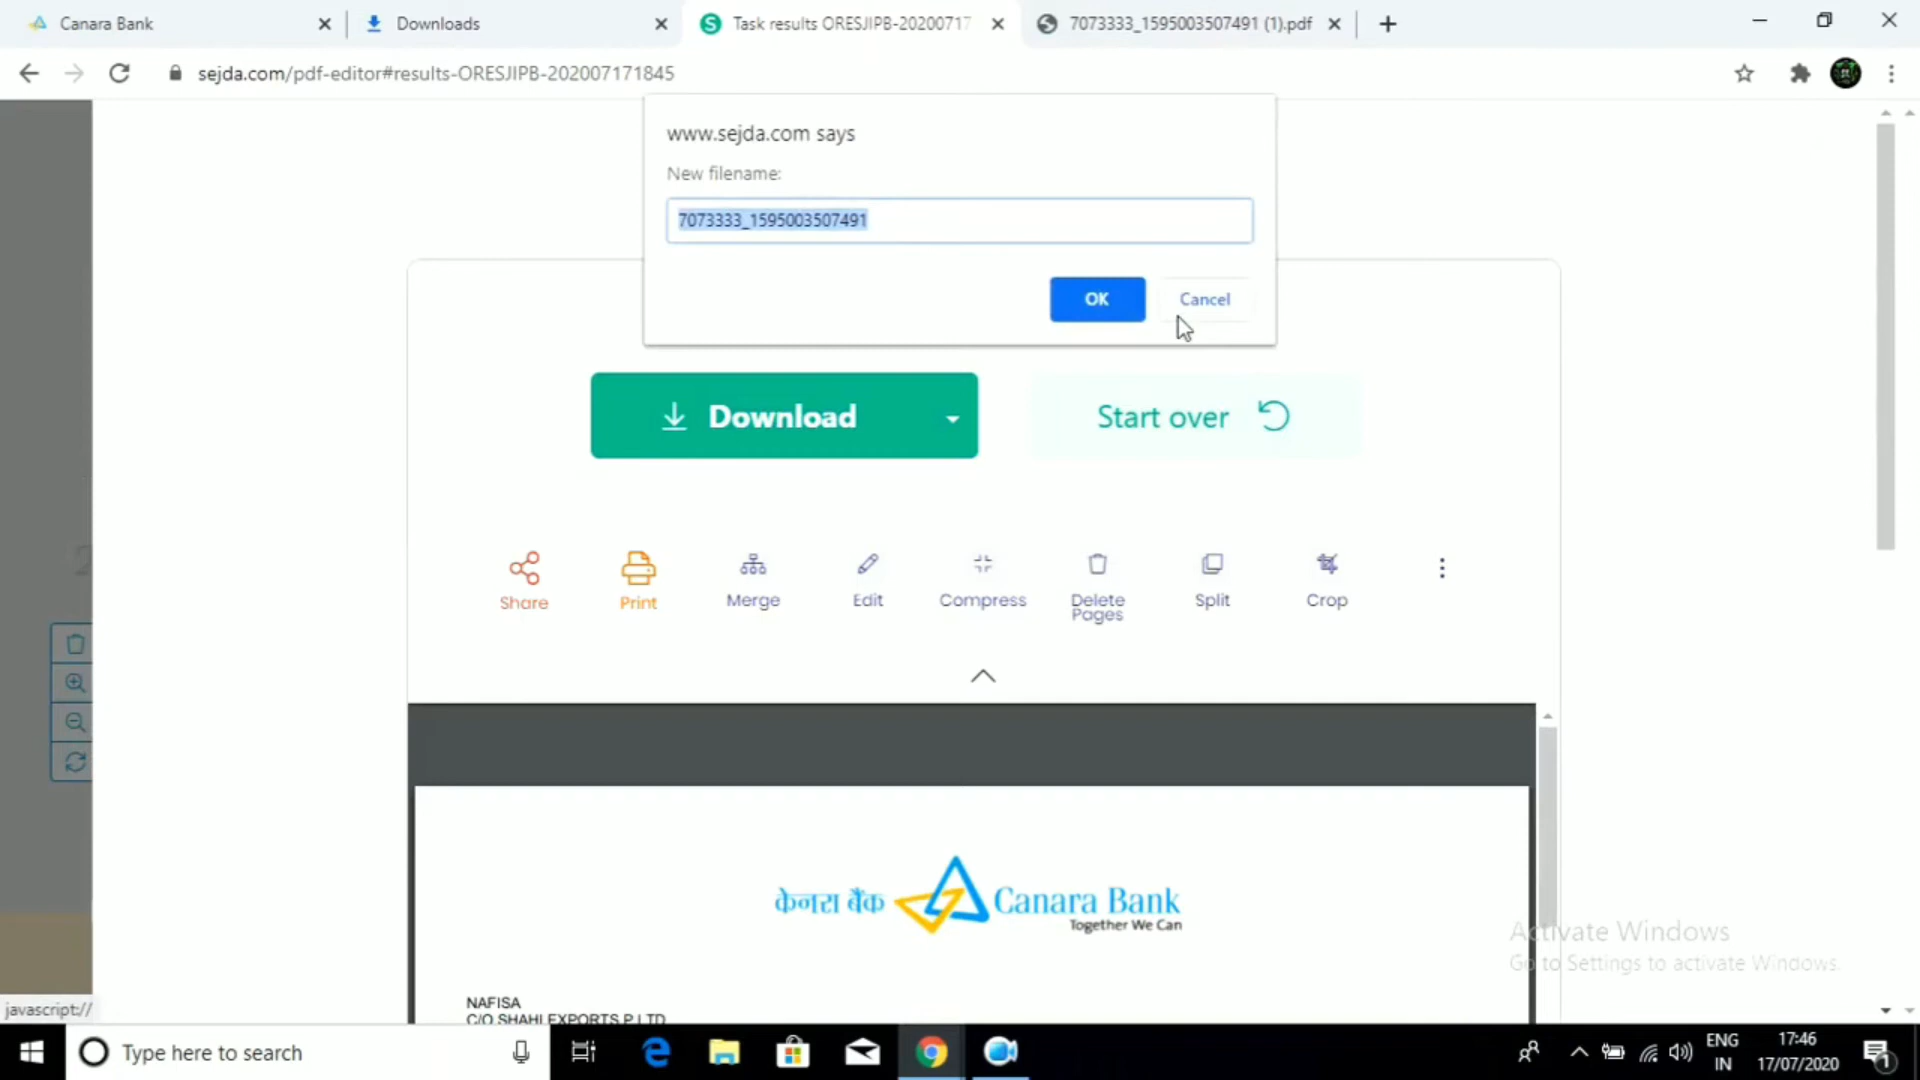 Canara Bank
Downloads
Task results ORESJIPB-20200717
7073333_1595003507491 (1).pdf
sejda.com/pdf-editor#results-ORESJIPB-202007171845
www.sejda.com says
New filename:
7073333_1595003507491
OK
Cancel
Download
Start over
Share
Print
Merge
Edit
Compress
Delete
Pages
Split
Crop
केनरा बैंक
Canara Bank
Together We Can
NAFISA
C/O SHAHI EXPORTS P LTD
Activate Windows
Go to Settings to activate Windows.
javascript://
Type here to search
ENG
IN
17:46
17/07/2020
1